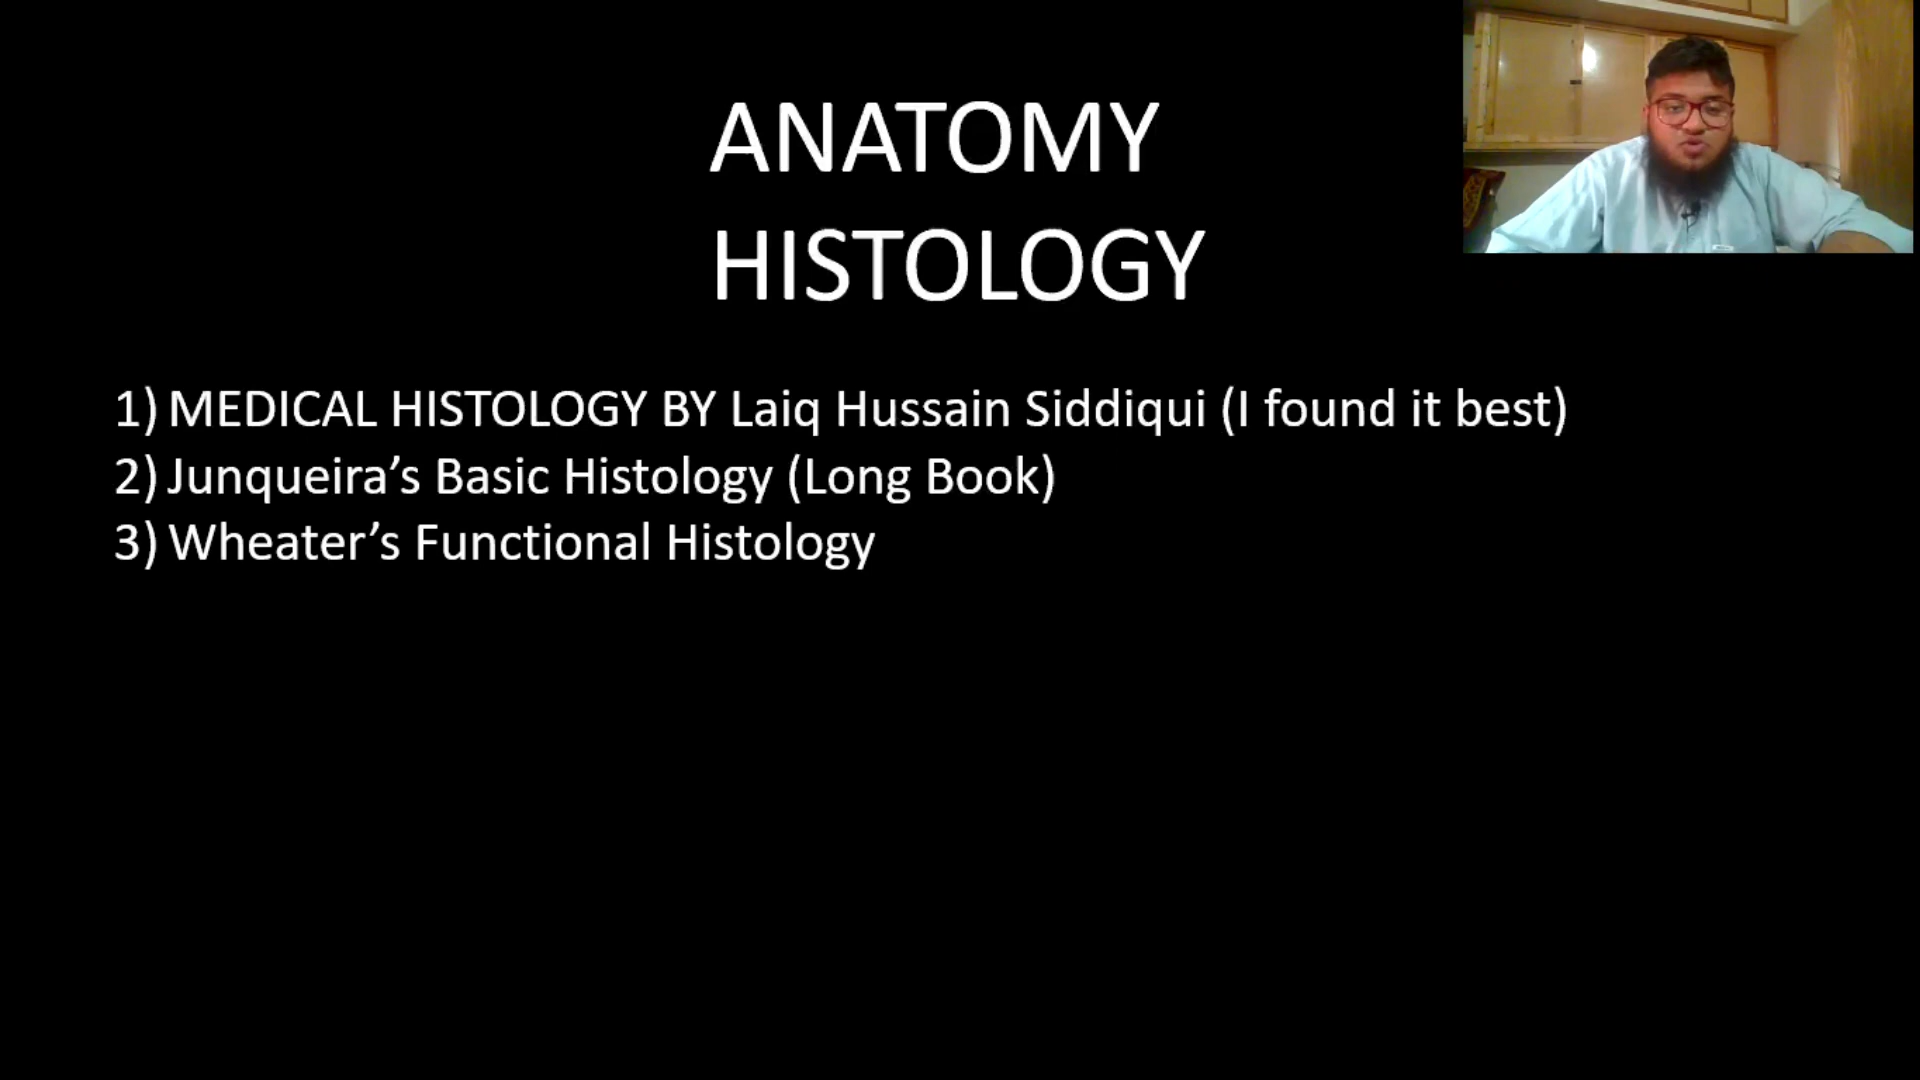 ANATOMY
HISTOLOGY
1) MEDICAL HISTOLOGY BY Laiq Hussain Siddiqui (I found it best)
2) Junqueira’s Basic Histology (Long Book)
3) Wheater’s Functional Histology